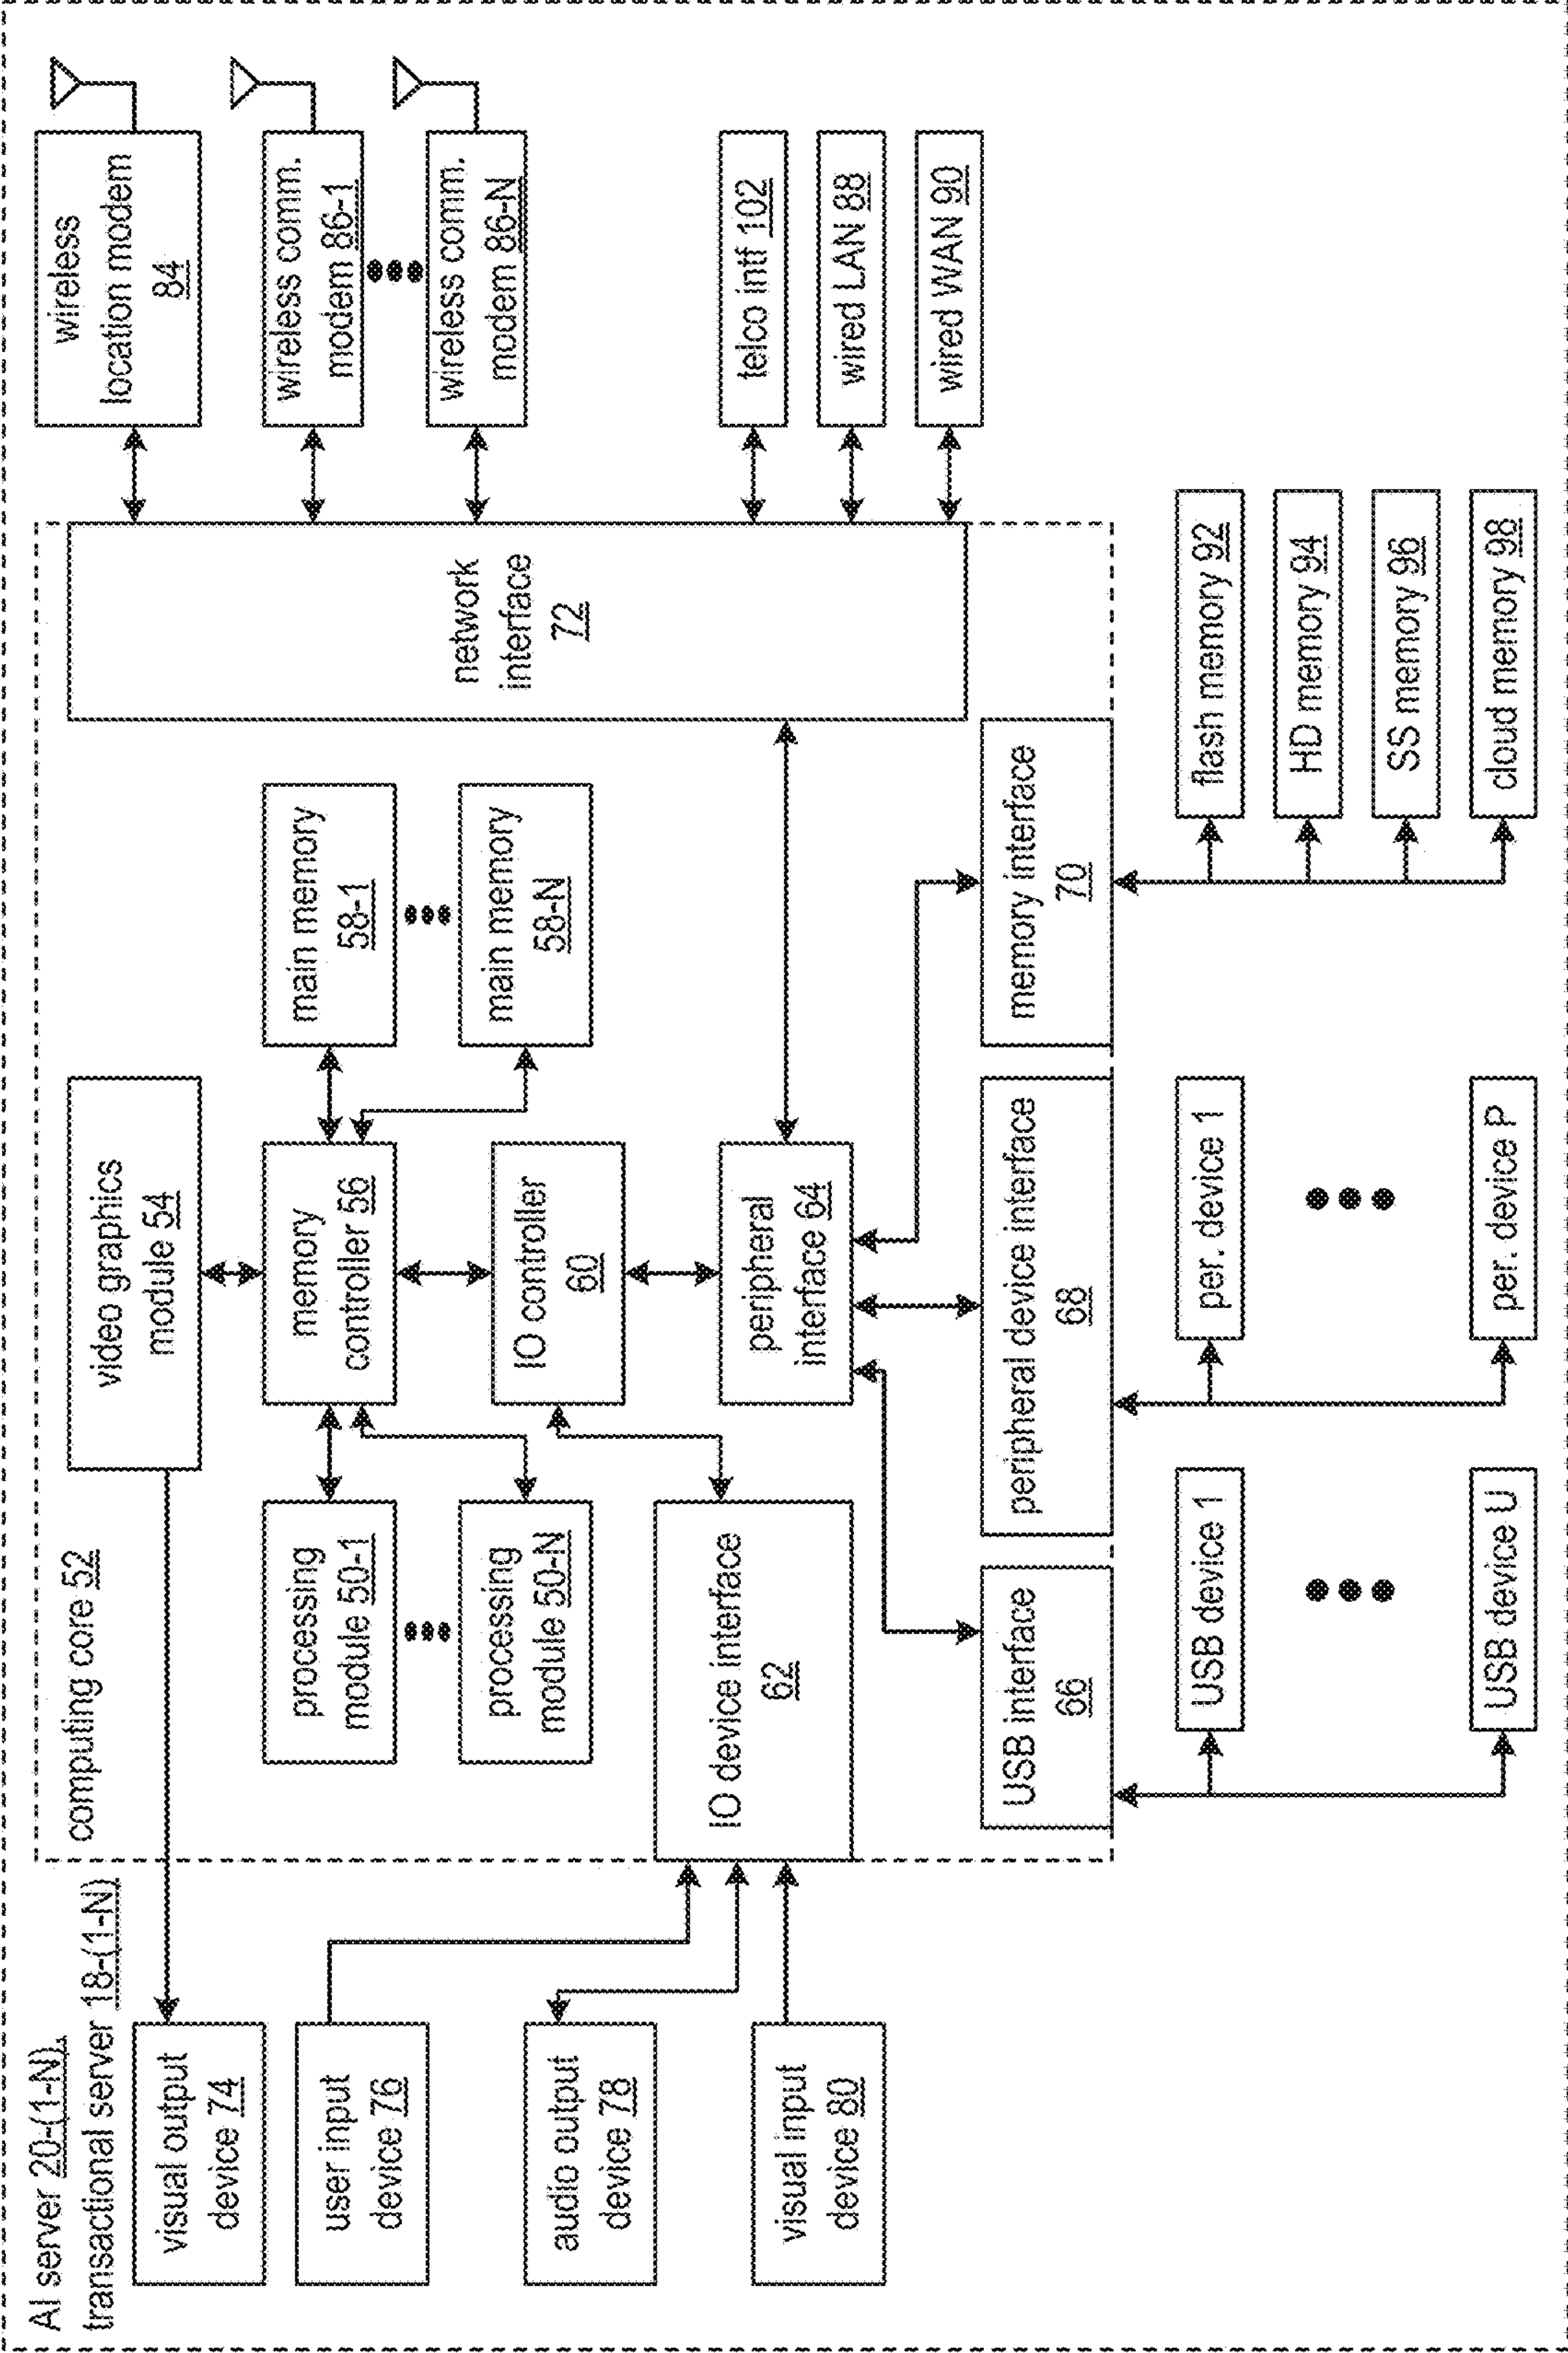 AI server 20-(1-N),
transactional server 18-(1-N)
computing core 52
visual output
device 74
user input
device 76
audio output
device 78
visual input
device 80
video graphics
module 54
processing
module 50-1
processing
module 50-N
memory
controller 56
main memory
58-1
main memory
58-N
IO controller
60
IO device interface
62
peripheral
interface 64
USB interface
66
peripheral device interface
68
memory interface
70
network
interface
72
wireless
location modem
84
wireless comm.
modem 86-1
wireless comm.
modem 86-N
telco intf 102
wired LAN 88
wired WAN 90
USB device 1
USB device U
per. device 1
per. device P
flash memory 92
HD memory 94
SS memory 96
cloud memory 98